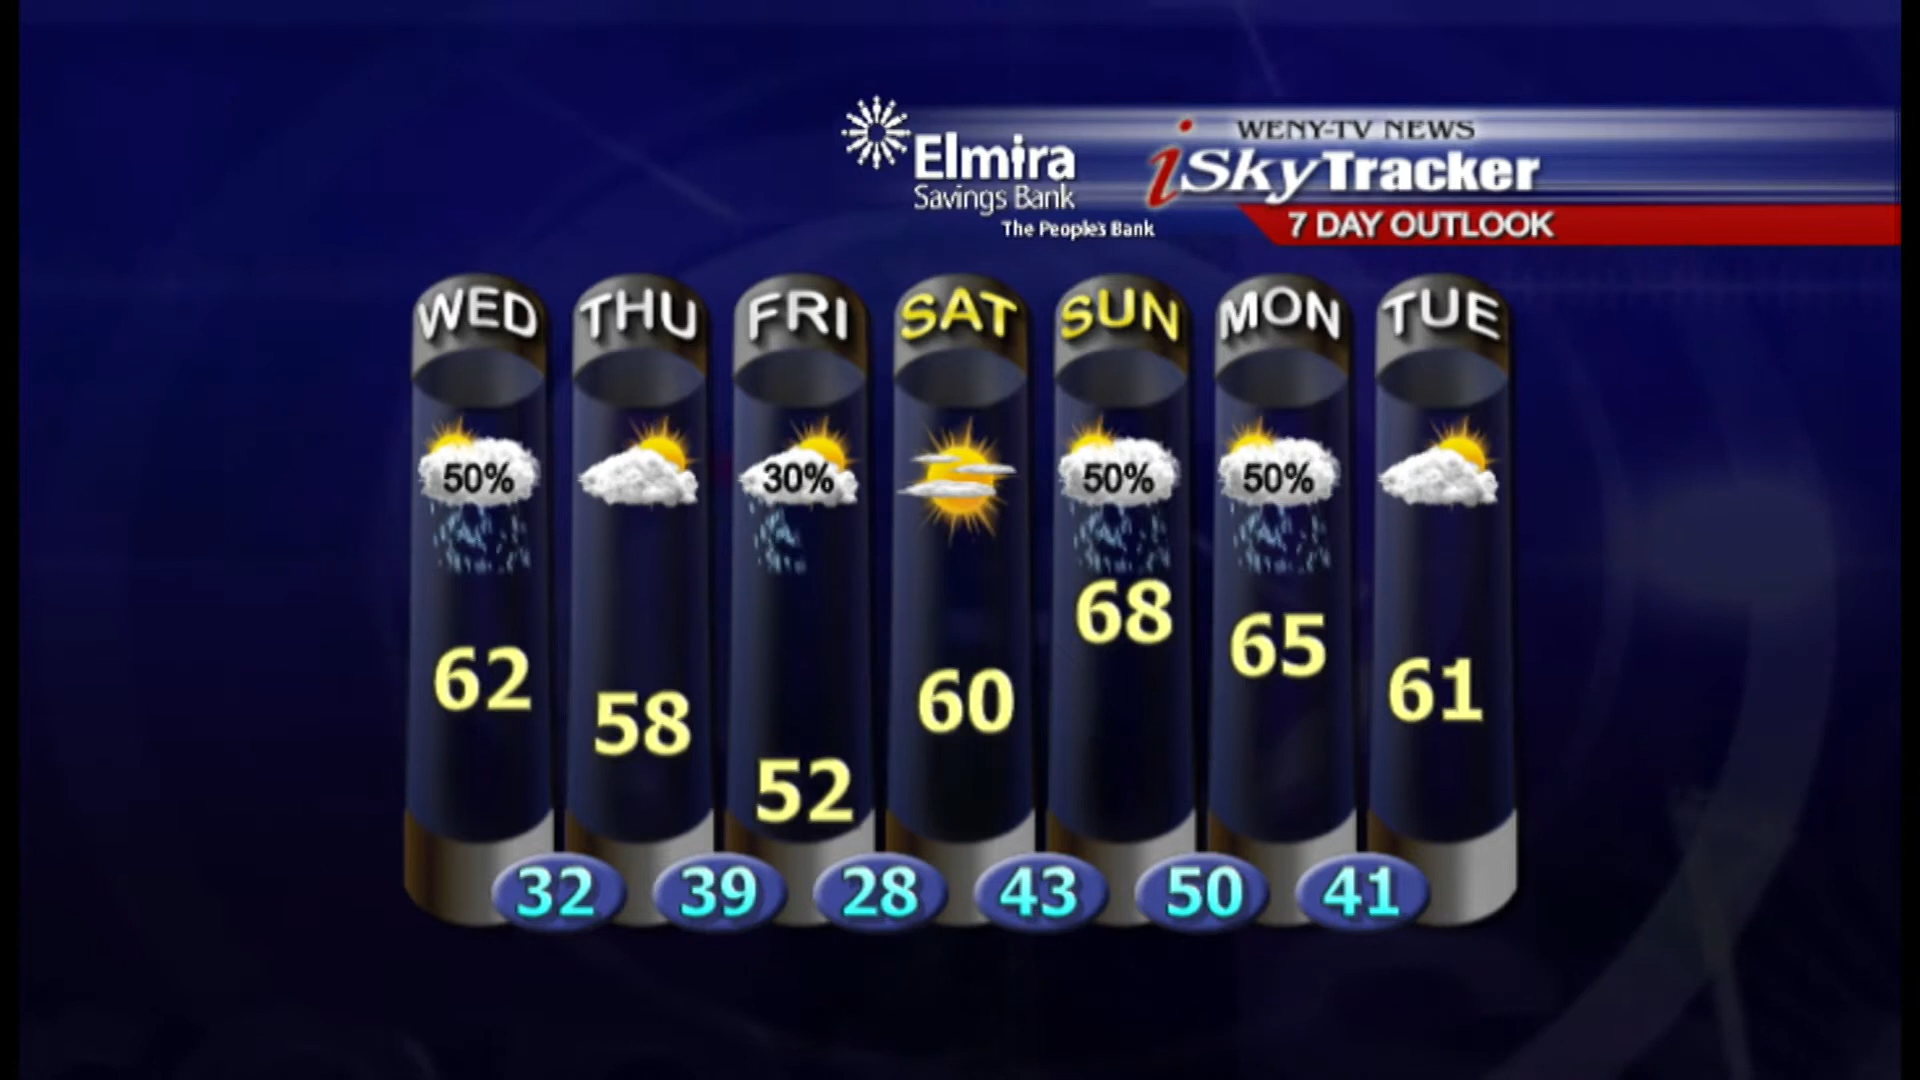 WENY-TV NEWS
Elmira
iSkyTracker
Savings Bank
The People's Bank
7 DAY OUTLOOK
WED THU FRI SAT SUN MON TUE
50% 30% 50% 50%
62 58 52 60 68 65 61
32 39 28 43 50 41